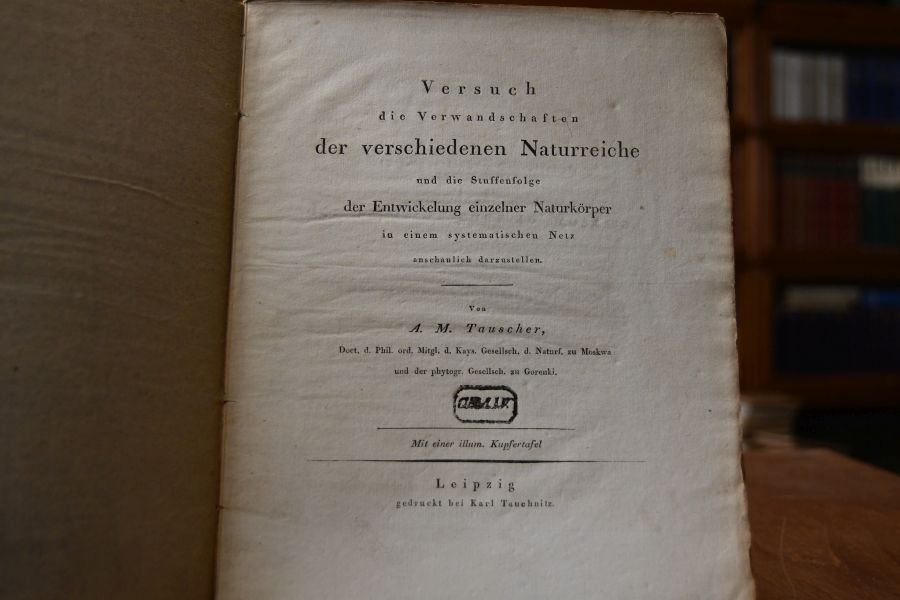 Versuch
die Verwandschaften
der verschiedenen Naturreiche
und die Stuffenfolge
der Entwickelung einzelner Naturkörper
in einem systematischen Netz
anschaulich darzustellen.
Von
A. M. Tauscher,
Doct. d. Phil. ord. Mitgl. d. Kays. Gesellsch. d. Naturf. zu Moskwa
und der phytogr. Gesellsch. zu Gorenki.
Mit einer illum. Kupfertafel
Leipzig
gedruckt bei Karl Tauchnitz.